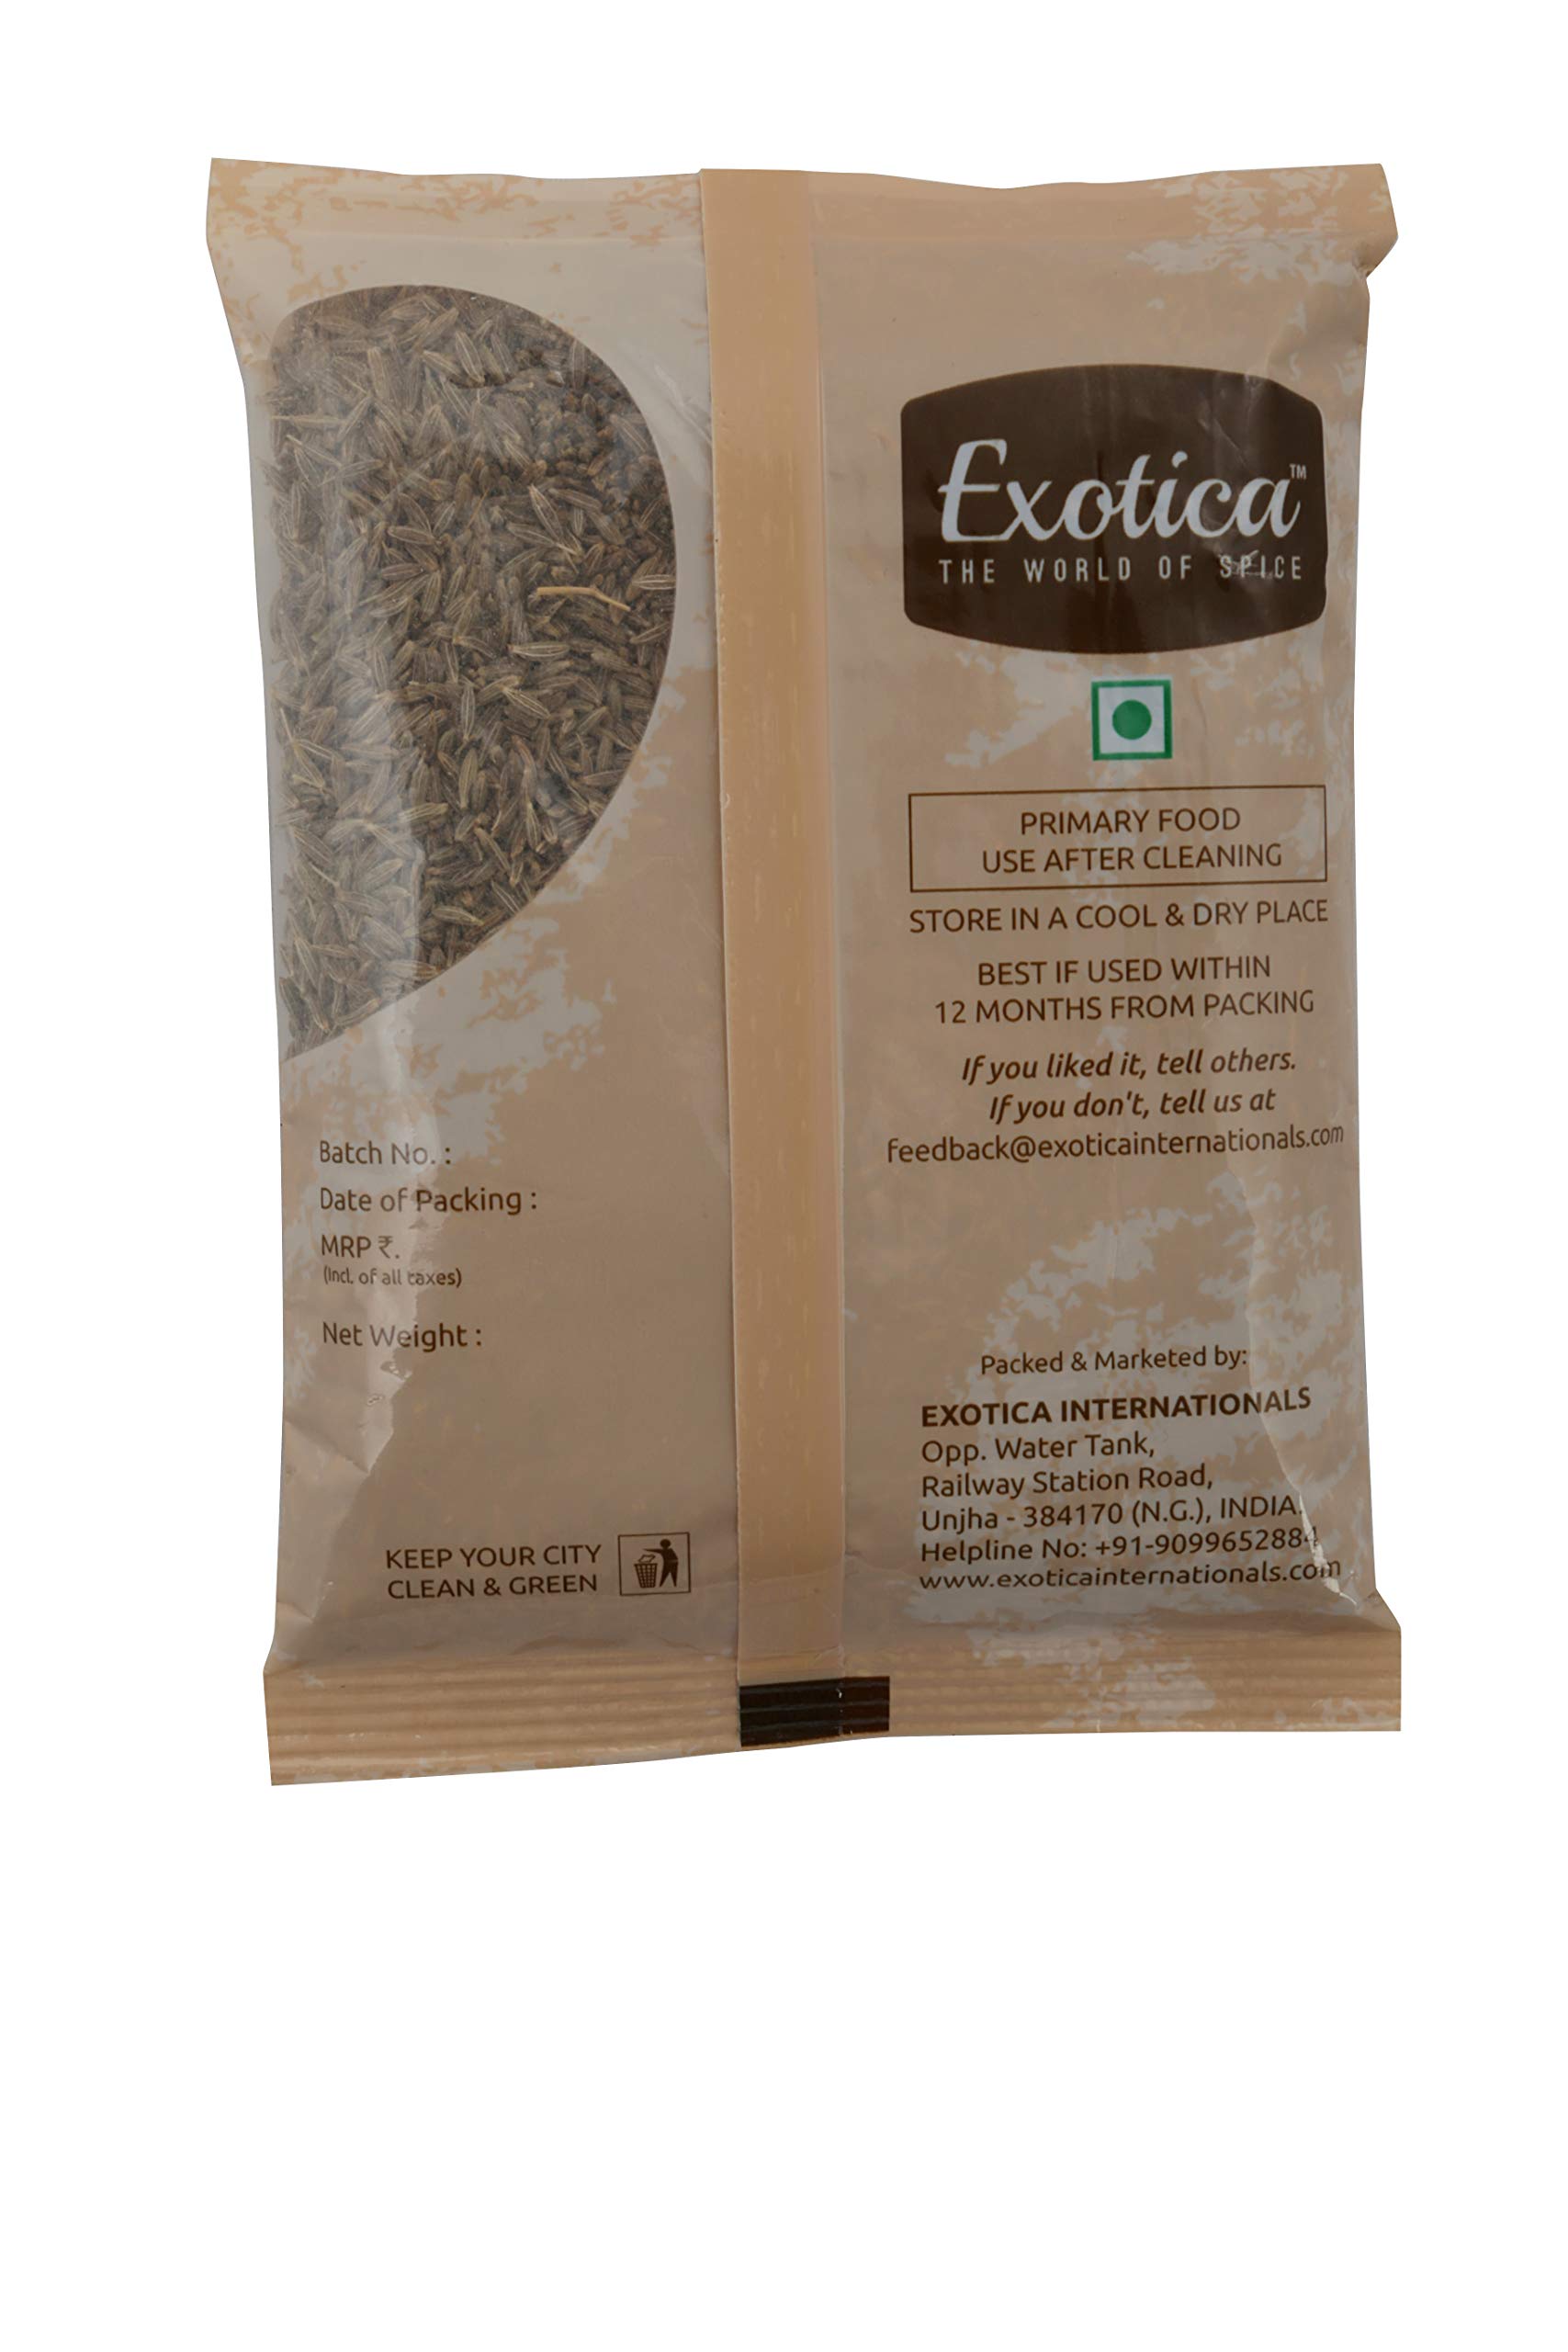 Exotica™
THE WORLD OF SPICE
PRIMARY FOOD
USE AFTER CLEANING
STORE IN A COOL & DRY PLACE
BEST IF USED WITHIN
12 MONTHS FROM PACKING
If you liked it, tell others.
If you don't, tell us at
feedback@exoticainternationals.com
Batch No. :
Date of Packing :
MRP ₹.
(Incl. of all taxes)
Net Weight :
KEEP YOUR CITY
CLEAN & GREEN
Packed & Marketed by:
EXOTICA INTERNATIONALS
Opp. Water Tank,
Railway Station Road,
Unjha - 384170 (N.G.), INDIA.
Helpline No: +91-9099652884
www.exoticainternationals.com